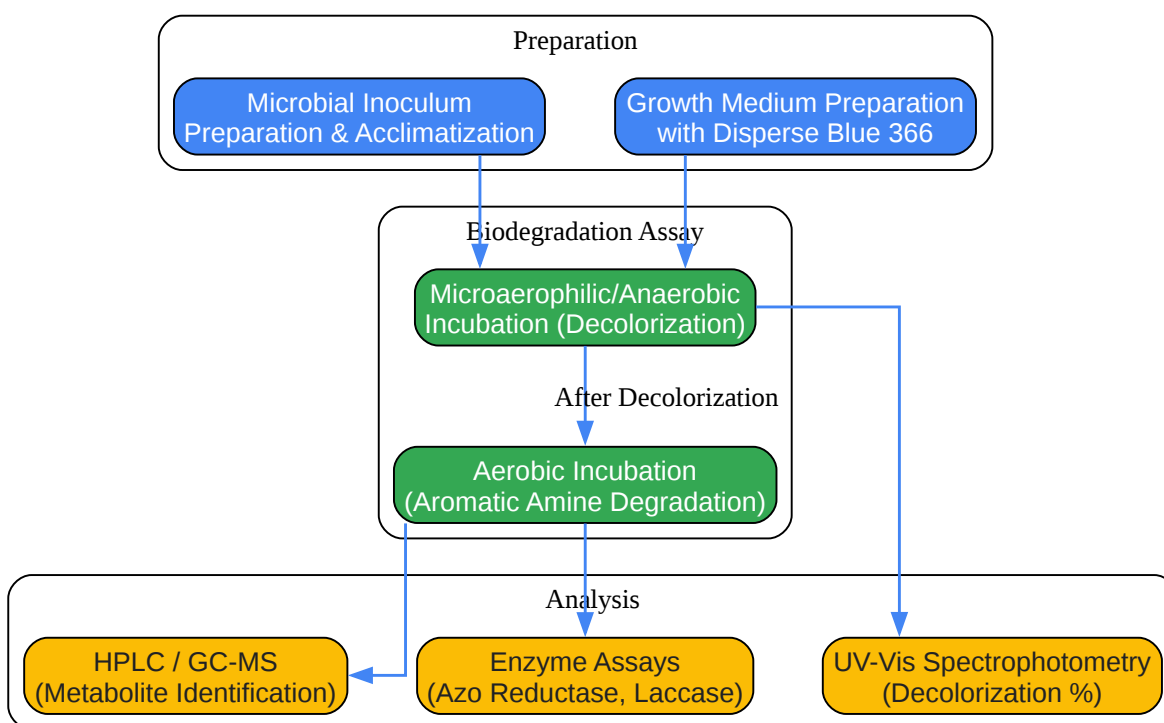 Preparation
Microbial Inoculum
Preparation & Acclimatization
Growth Medium Preparation
with Disperse Blue 366
Biodegradation Assay
Microaerophilic/Anaerobic
Incubation (Decolorization)
After Decolorization
Aerobic Incubation
(Aromatic Amine Degradation)
Analysis
HPLC / GC-MS
(Metabolite Identification)
Enzyme Assays
(Azo Reductase, Laccase)
UV-Vis Spectrophotometry
(Decolorization %)